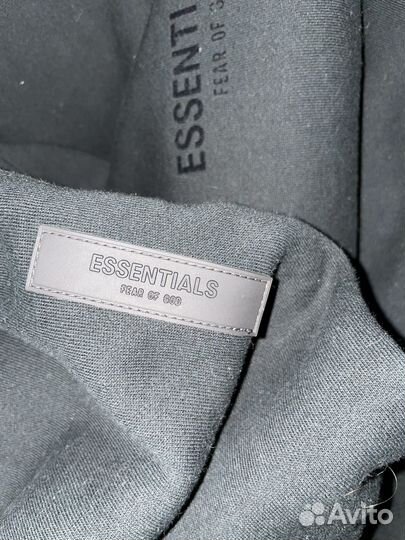 ESSENTI
FEAR OF G
ESSENTIALS
FEAR OF GOD
Avito